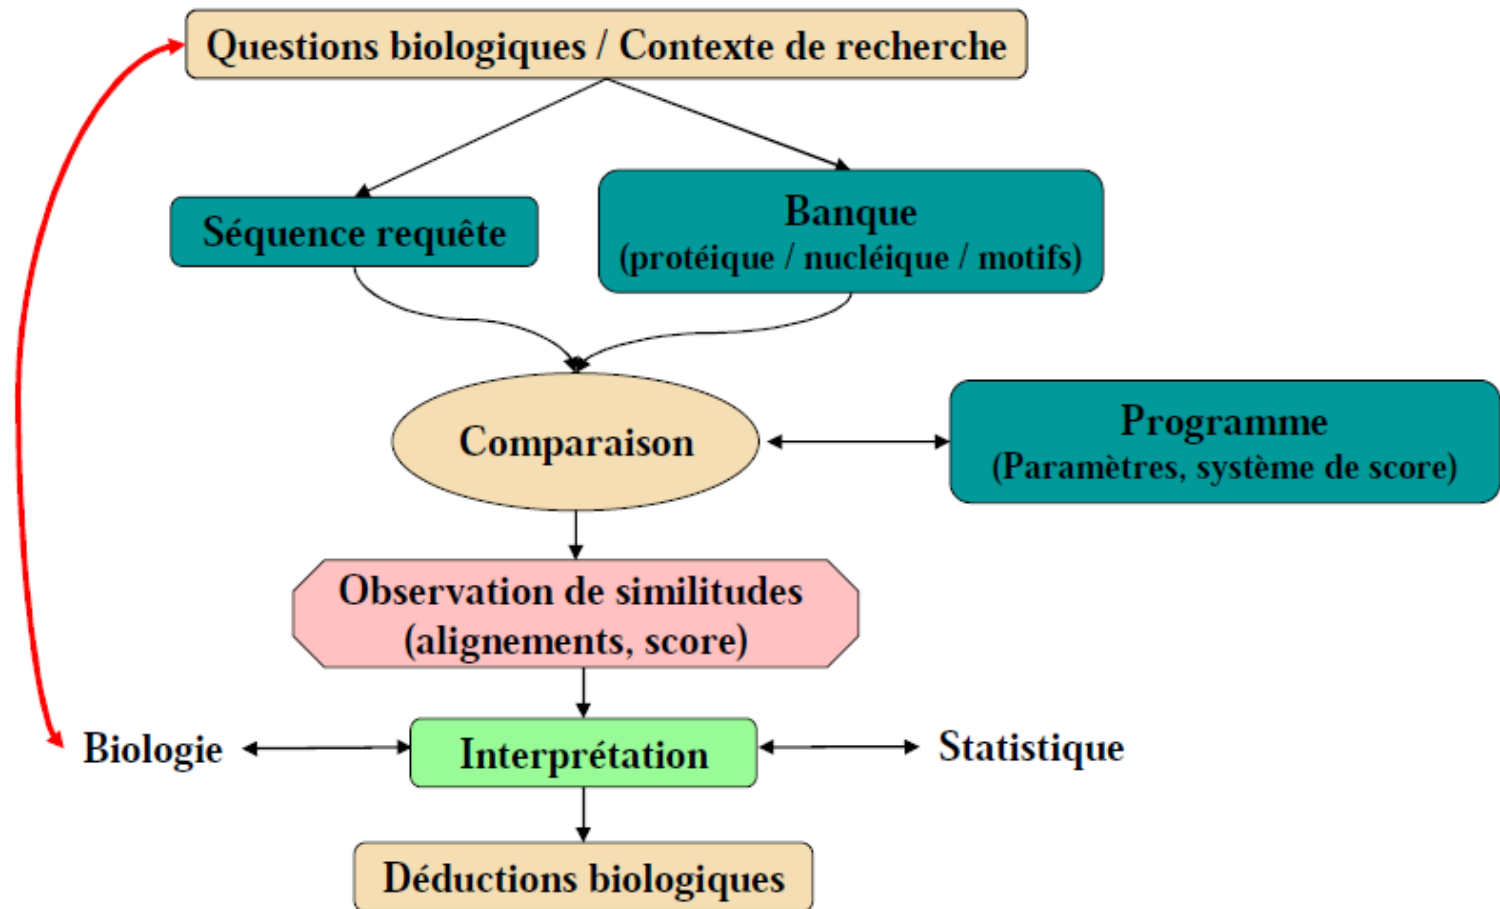 Questions biologiques / Contexte de recherche
Séquence requête
Banque
(protéique / nucléique / motifs)
Comparaison
Programme
(Paramètres, système de score)
Observation de similitudes
(alignements, score)
Biologie
Interprétation
Statistique
Déductions biologiques